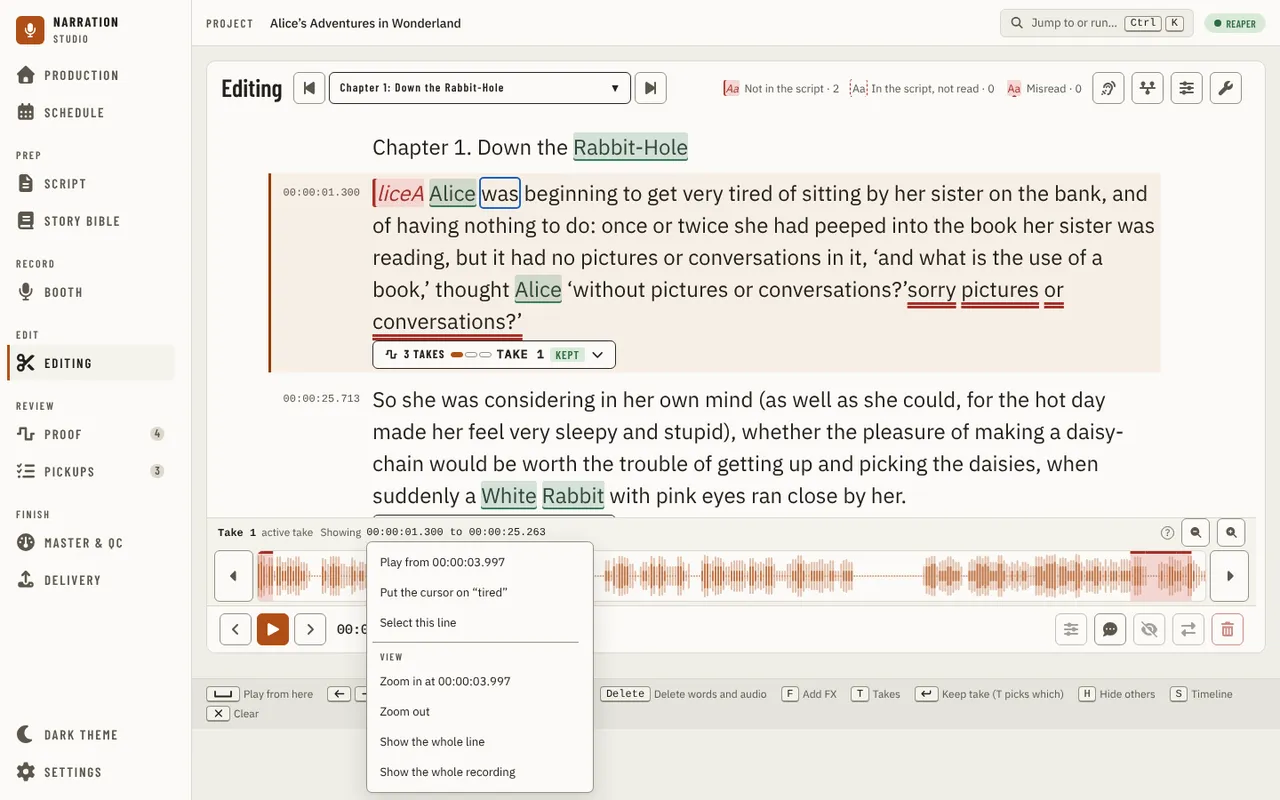 NARRATION
STUDIO
PROJECT Alice's Adventures in Wonderland
Jump to or run... Ctrl K
REAPER
PRODUCTION
SCHEDULE
PREP
SCRIPT
STORY BIBLE
RECORD
BOOTH
EDIT
EDITING
REVIEW
PROOF 4
PICKUPS 3
FINISH
MASTER & QC
DELIVERY
DARK THEME
SETTINGS
Editing
Chapter 1: Down the Rabbit-Hole
Aa Not in the script · 2 Aa In the script, not read · 0 Aa Misread · 0
Chapter 1. Down the Rabbit-Hole
00:00:01.300 liceA Alice was beginning to get very tired of sitting by her sister on the bank, and
of having nothing to do: once or twice she had peeped into the book her sister was
reading, but it had no pictures or conversations in it, ‘and what is the use of a
book,’ thought Alice ‘without pictures or conversations?’sorry pictures or
conversations?’
3 TAKES TAKE 1 KEPT
00:00:25.713 So she was considering in her own mind (as well as she could, for the hot day
made her feel very sleepy and stupid), whether the pleasure of making a daisy-
chain would be worth the trouble of getting up and picking the daisies, when
suddenly a White Rabbit with pink eyes ran close by her.
Take 1 active take Showing 00:00:01.300 to 00:00:25.263
?
00:0
Play from 00:00:03.997
Put the cursor on “tired”
Select this line
VIEW
Zoom in at 00:00:03.997
Zoom out
Show the whole line
Show the whole recording
Play from here
Delete Delete words and audio F Add FX T Takes Keep take (T picks which) H Hide others S Timeline
Clear